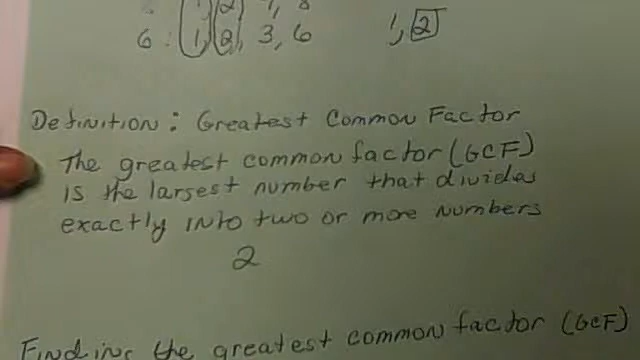 6 : 1, 2, 3, 6 1, 2
Definition: Greatest Common Factor
The greatest common factor (GCF)
is the largest number that divides
exactly into two or more numbers
2
Finding the greatest common factor (GCF)